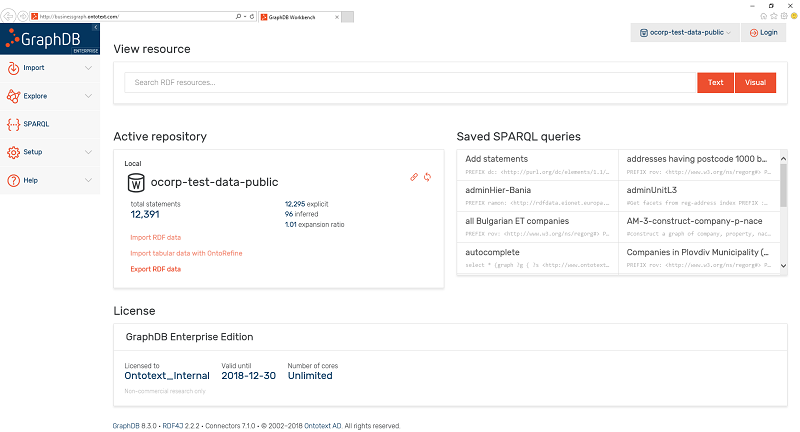 http://businessgraph.ontotext.com/
GraphDB Workbench
GraphDB
ENTERPRISE
ocorp-test-data-public
Login
Import
Explore
SPARQL
Setup
Help
View resource
Search RDF resources...
Text
Visual
Active repository
Local
ocorp-test-data-public
total statements
12,391
12,295 explicit
96 inferred
1.01 expansion ratio
Import RDF data
Import tabular data with OntoRefine
Export RDF data
Saved SPARQL queries
Add statements
PREFIX dc: <http://purl.org/dc/elements/1.1/…
addresses having postcode 1000 b...
PREFIX rov: <http://www.w3.org/ns/regorg#> P…
adminHier-Bania
PREFIX ramon: <http://rdfdata.eionet.europa.…
adminUnitL3
#Get facets from reg-address index PREFIX :…
all Bulgarian ET companies
PREFIX rov: <http://www.w3.org/ns/regorg#> P…
AM-3-construct-company-p-nace
#construct a graph of company, property, nac…
autocomplete
select * {graph ?g { ?s <http://www.ontotext…
Companies in Plovdiv Municipality (...
PREFIX rov: <http://www.w3.org/ns/regorg#> P…
License
GraphDB Enterprise Edition
Licensed to
Ontotext_Internal
Valid until
2018-12-30
Number of cores
Unlimited
Non-commercial research only
GraphDB 8.3.0 • RDF4J 2.2.2 • Connectors 7.1.0 • © 2002–2018 Ontotext AD. All rights reserved.